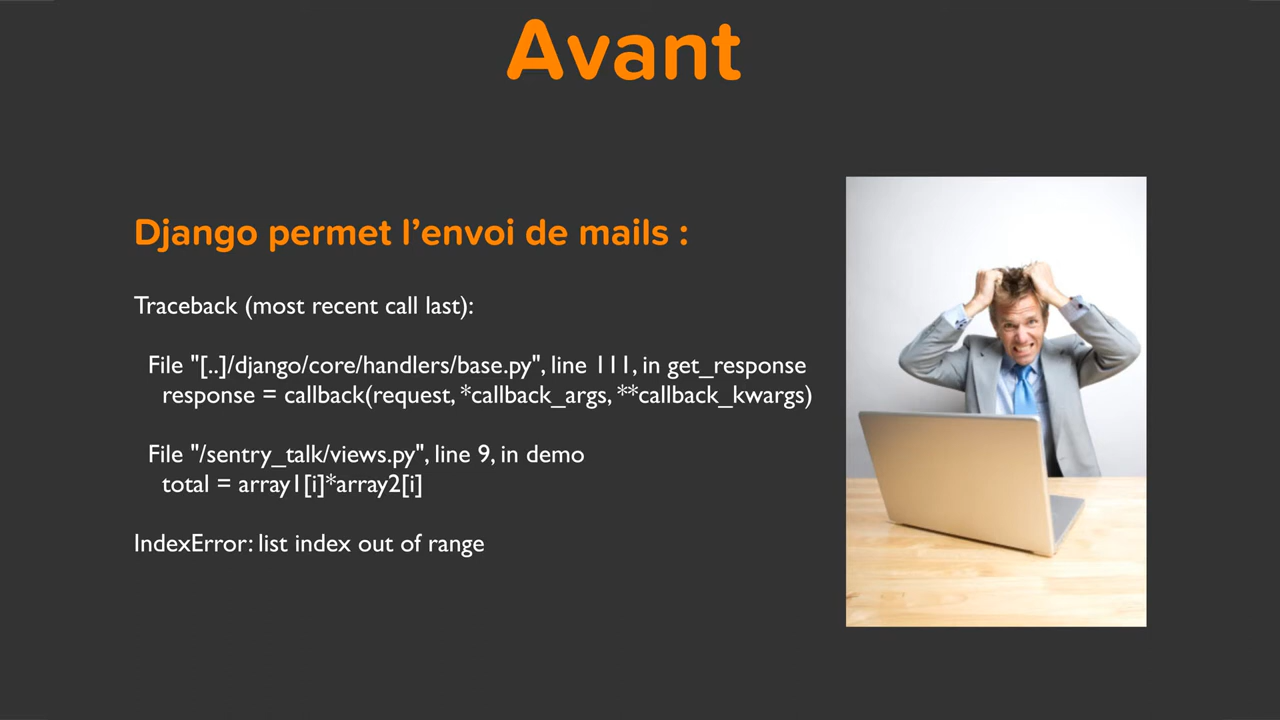 Avant
Django permet l’envoi de mails :
Traceback (most recent call last):
File "[..]/django/core/handlers/base.py", line 111, in get_response
response = callback(request, *callback_args, **callback_kwargs)
File "/sentry_talk/views.py", line 9, in demo
total = array1[i]*array2[i]
IndexError: list index out of range